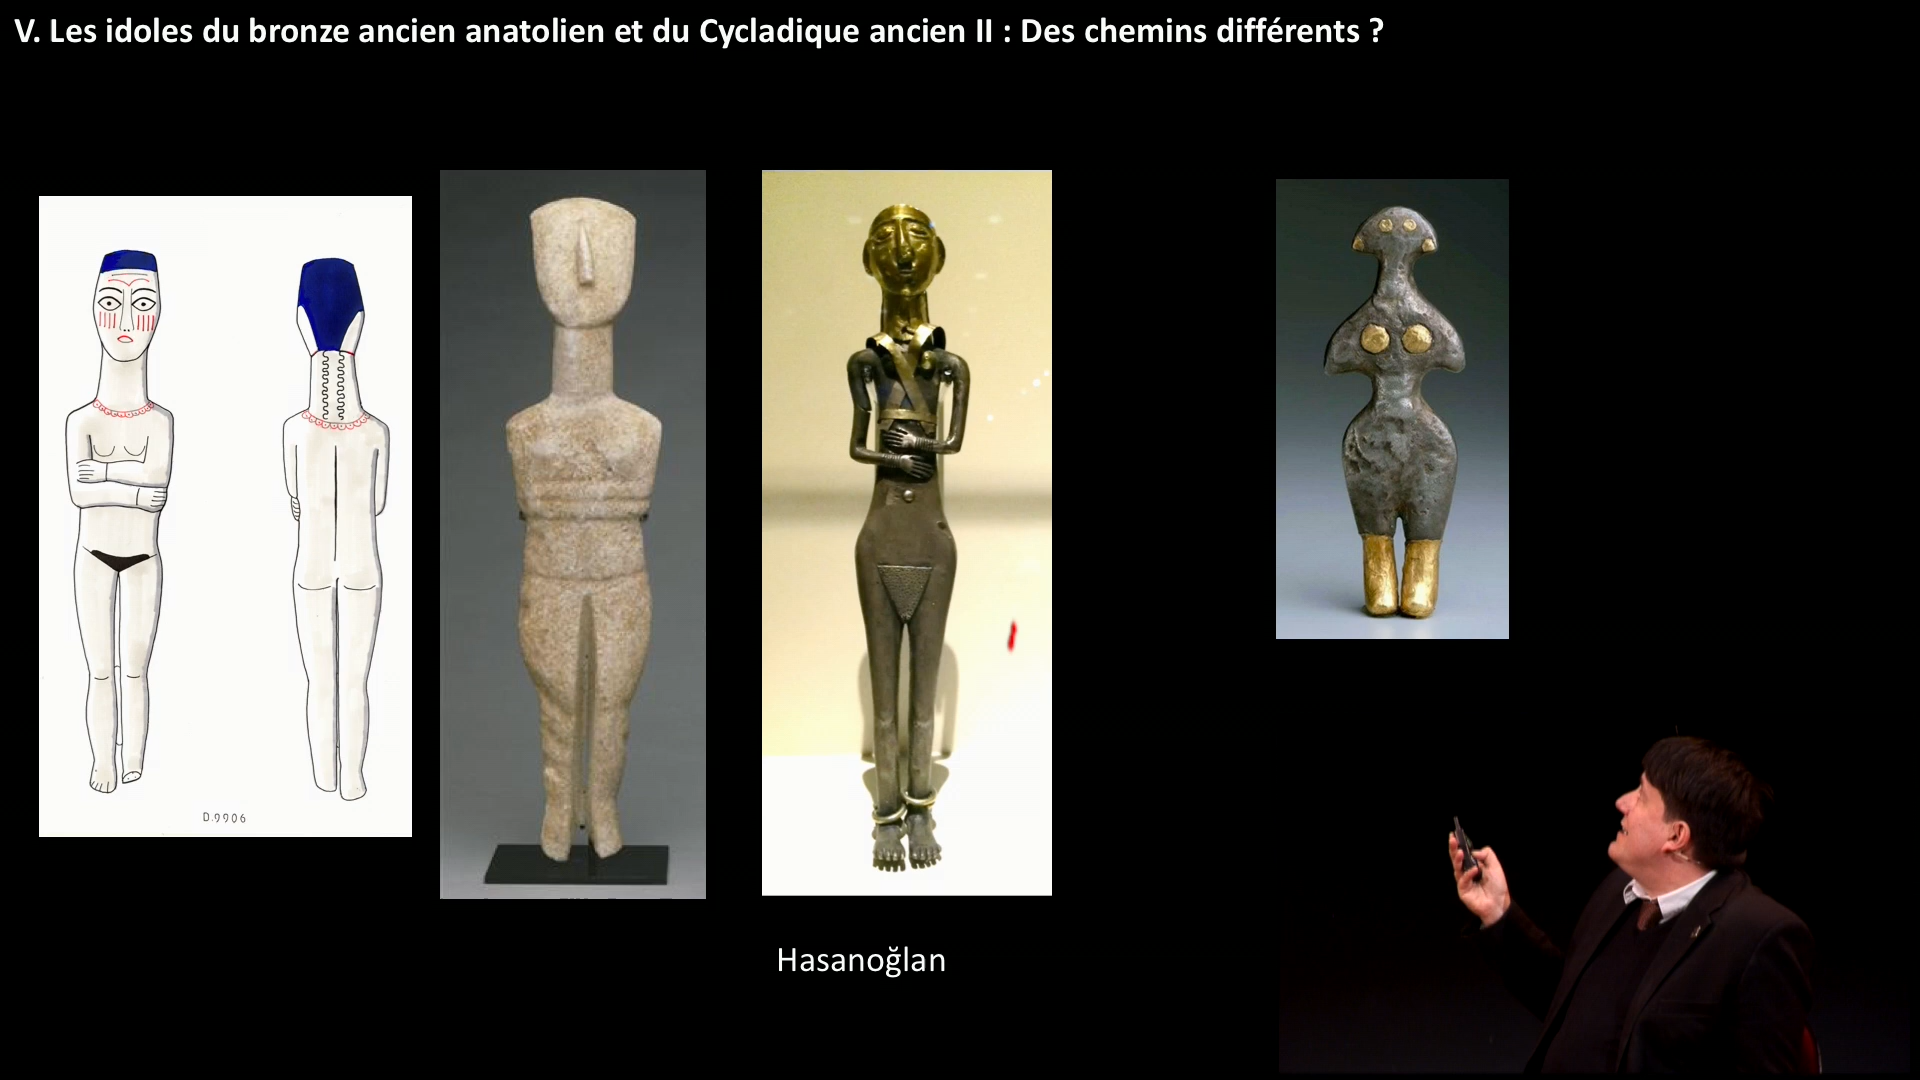 V. Les idoles du bronze ancien anatolien et du Cycladique ancien II : Des chemins différents ?
D.9906
Hasanoğlan